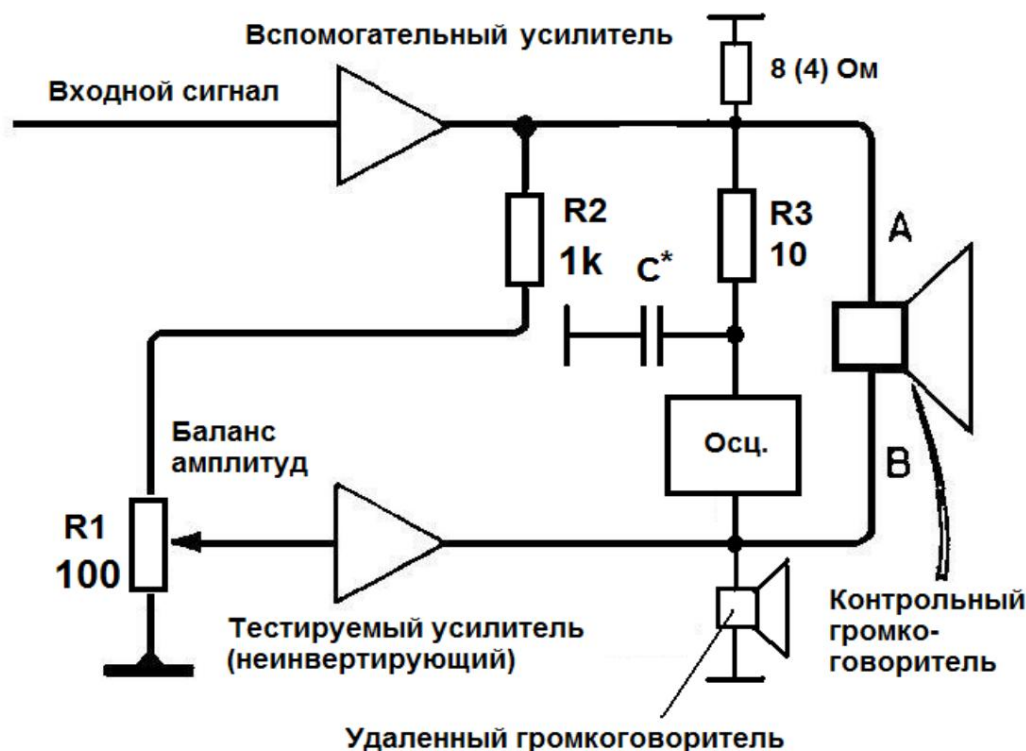 Вспомогательный усилитель
8 (4) Ом
Входной сигнал
R2
1k
R3
10
A
C*
Баланс
амплитуд
Осц.
B
R1
100
Тестируемый усилитель
(неинвертирующий)
Контрольный
громко-
говоритель
Удаленный громкоговоритель